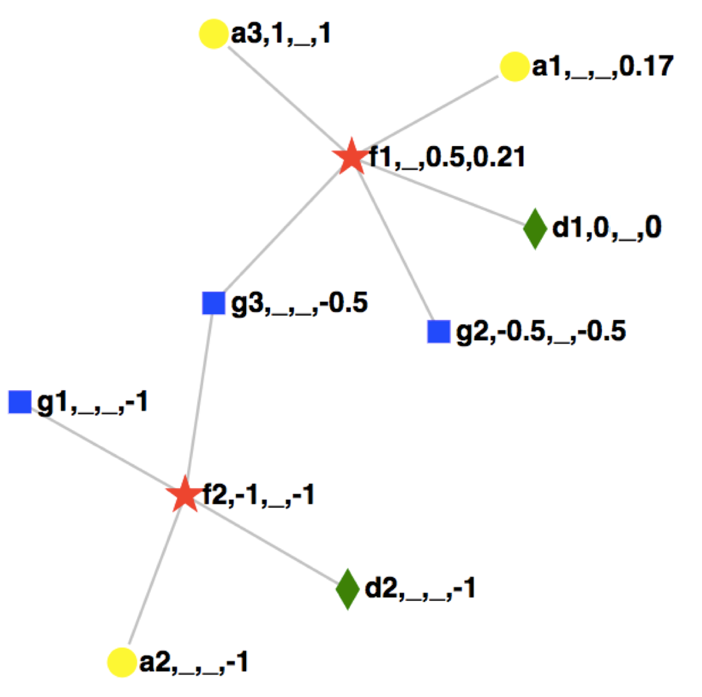 a3,1,_,1
a1,_,_,0.17
f1,_,0.5,0.21
d1,0,_,0
g3,_,_,-0.5
g2,-0.5,_,-0.5
g1,_,_,-1
f2,-1,_,-1
d2,_,_,-1
a2,_,_,-1